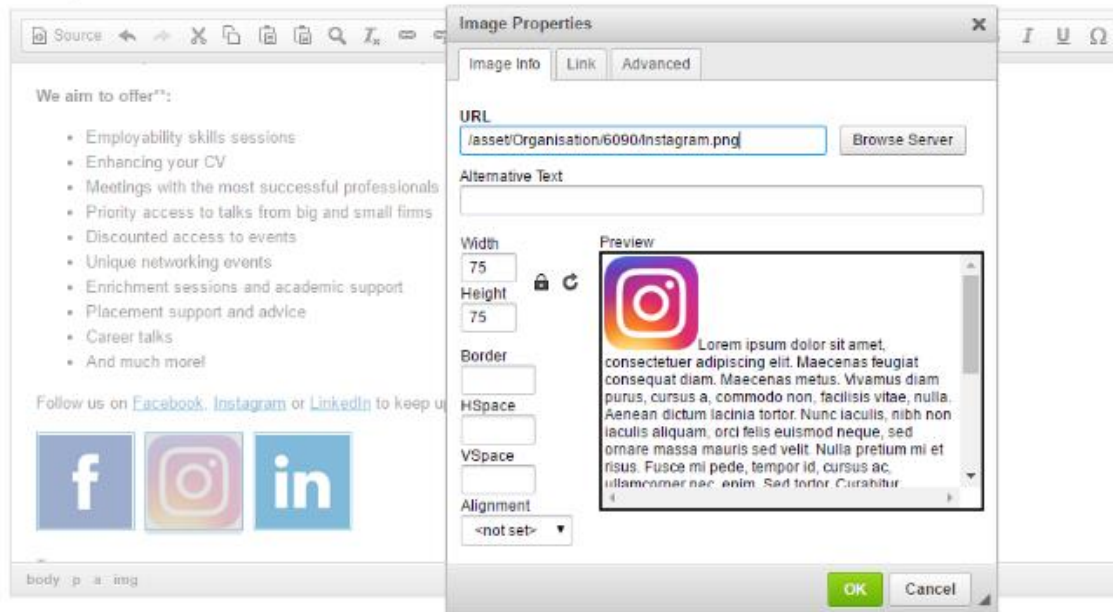 Image Properties
Source
Image Info Link Advanced
We aim to offer**:
Employability skills sessions
Enhancing your CV
Meetings with the most successful professionals
Priority access to talks from big and small firms
Discounted access to events
Unique networking events
Enrichment sessions and academic support
Placement support and advice
Career talks
And much more!
Follow us on Facebook, Instagram or LinkedIn to keep up
f
in
body p a img
URL
/asset/Organisation/6090/Instagram.png
Browse Server
Alternative Text
Width
75
Height
75
Border
HSpace
VSpace
Alignment
<not set>
Preview
Lorem ipsum dolor sit amet,
consectetuer adipiscing elit. Maecenas feugiat
consequat diam. Maecenas metus. Vivamus diam
purus, cursus a, commodo non, facilisis vitae, nulla.
Aenean dictum lacinia tortor. Nunc iaculis, nibh non
iaculis aliquam, orci felis euismod neque, sed
ornare massa mauris sed velit. Nulla pretium mi et
risus. Fusce mi pede, tempor id, cursus ac,
ullamcorper nec, enim. Sed tortor. Curabitur
OK
Cancel
I U Ω